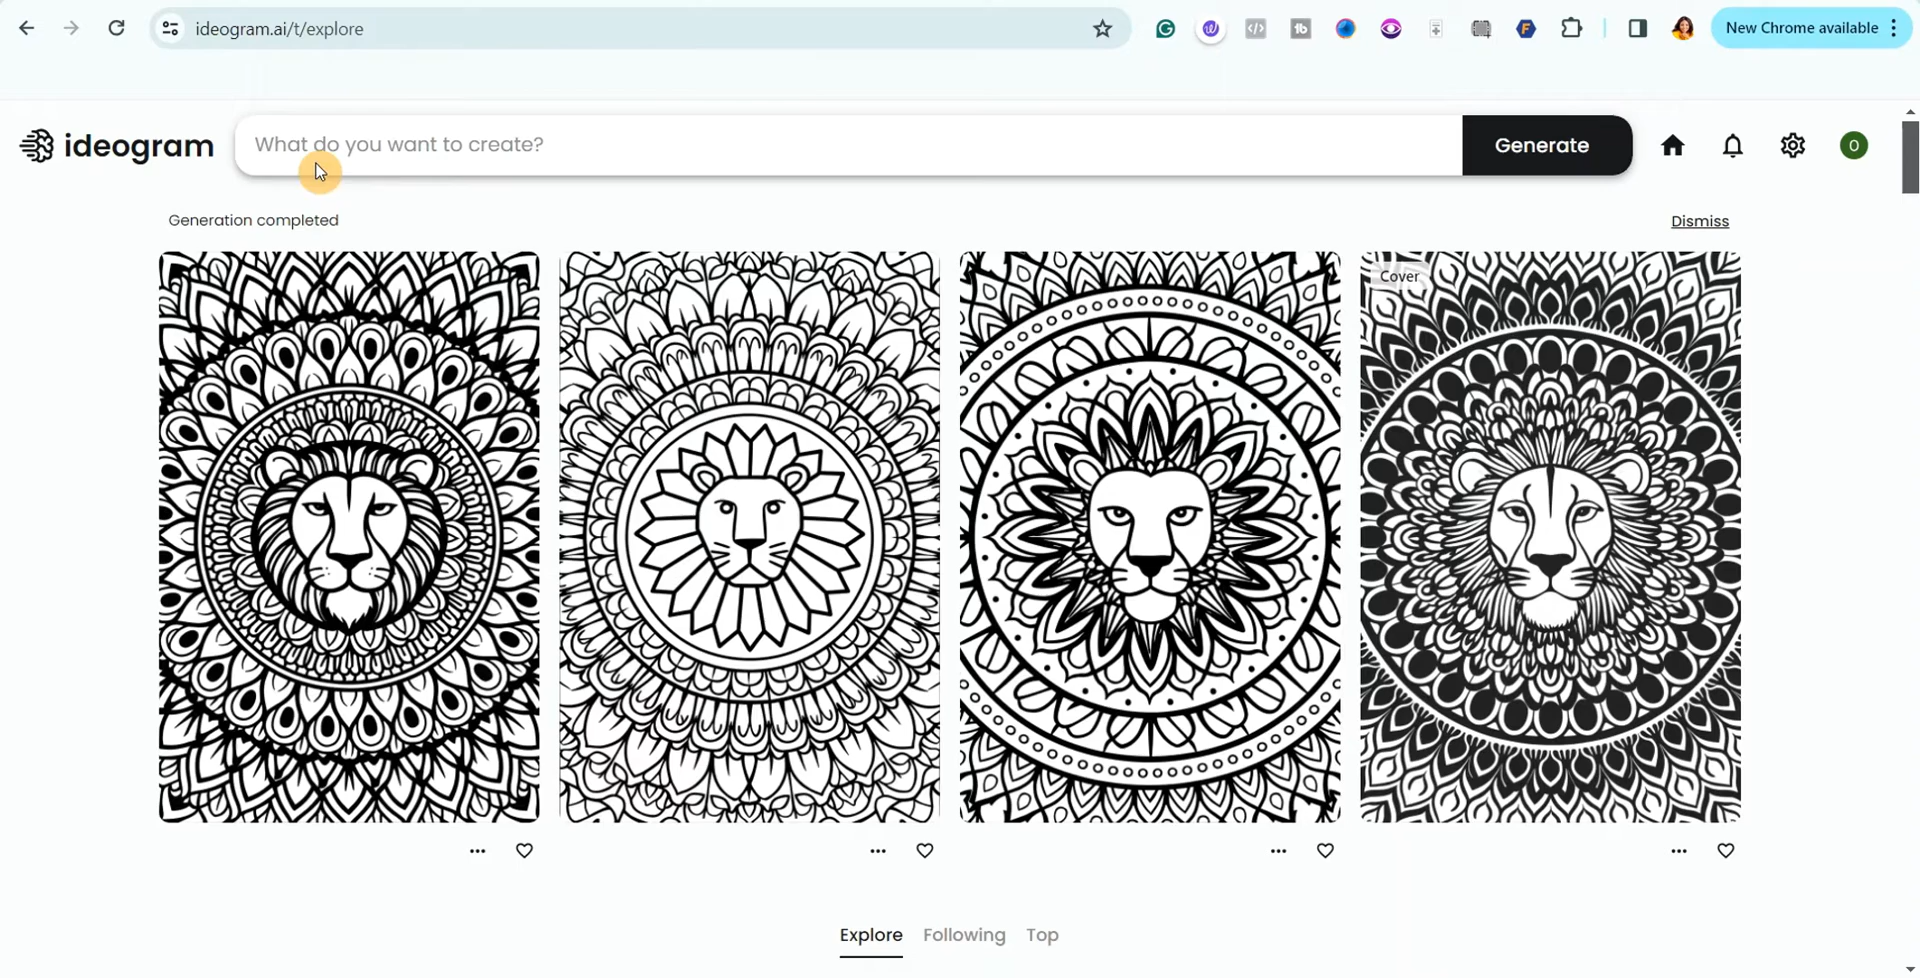 ideogram.ai/t/explore
New Chrome available
ideogram
What do you want to create?
Generate
O
Generation completed
Dismiss
Cover
Explore
Following
Top